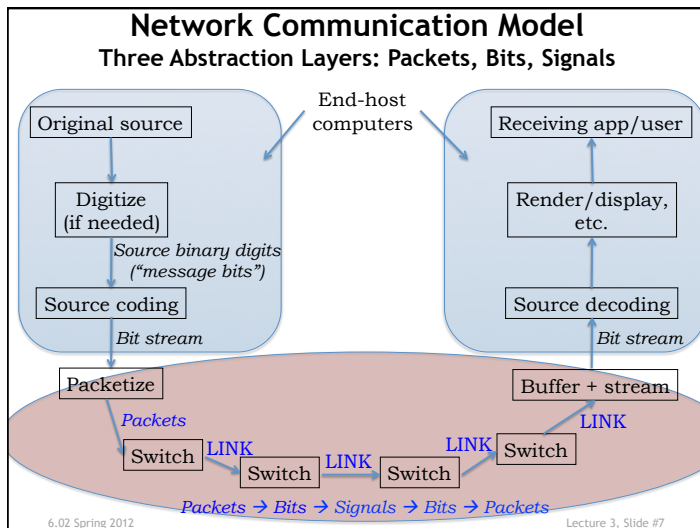 Network Communication Model
Three Abstraction Layers: Packets, Bits, Signals
End-host
computers
Original source
Digitize
(if needed)
Source binary digits
(“message bits”)
Source coding
Bit stream
Receiving app/user
Render/display,
etc.
Source decoding
Bit stream
Packetize
Packets
Buffer + stream
Switch
LINK
Switch
LINK
Switch
LINK
Switch
LINK
Packets → Bits → Signals → Bits → Packets
6.02 Spring 2012
Lecture 3, Slide #7